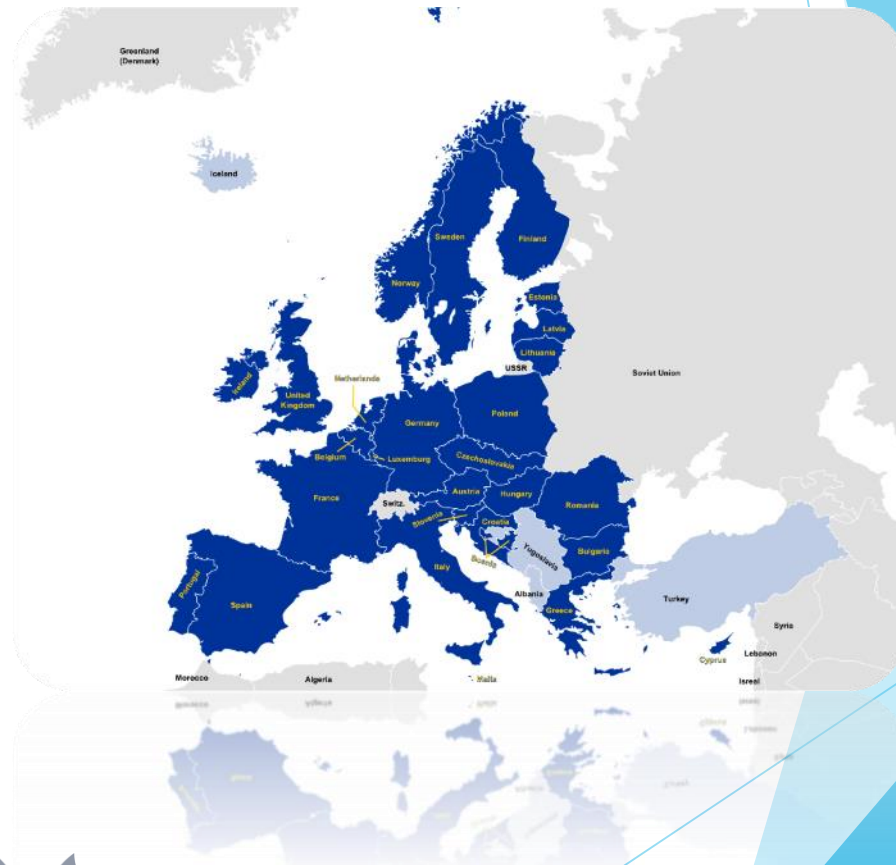 Greenland
(Denmark)
Iceland
Sweden
Finland
Norway
Estonia
Latvia
Lithuania
USSR
Soviet Union
Ireland
United
Kingdom
Netherlands
Germany
Poland
Belgium
Luxemburg
Czechoslovakia
France
Switz.
Austria
Hungary
Romania
Slovenia
Croatia
Bosnia
Yugoslavia
Bulgaria
Italy
Albania
Greece
Turkey
Portugal
Spain
Syria
Cyprus
Lebanon
Israel
Morocco
Algeria
Malta